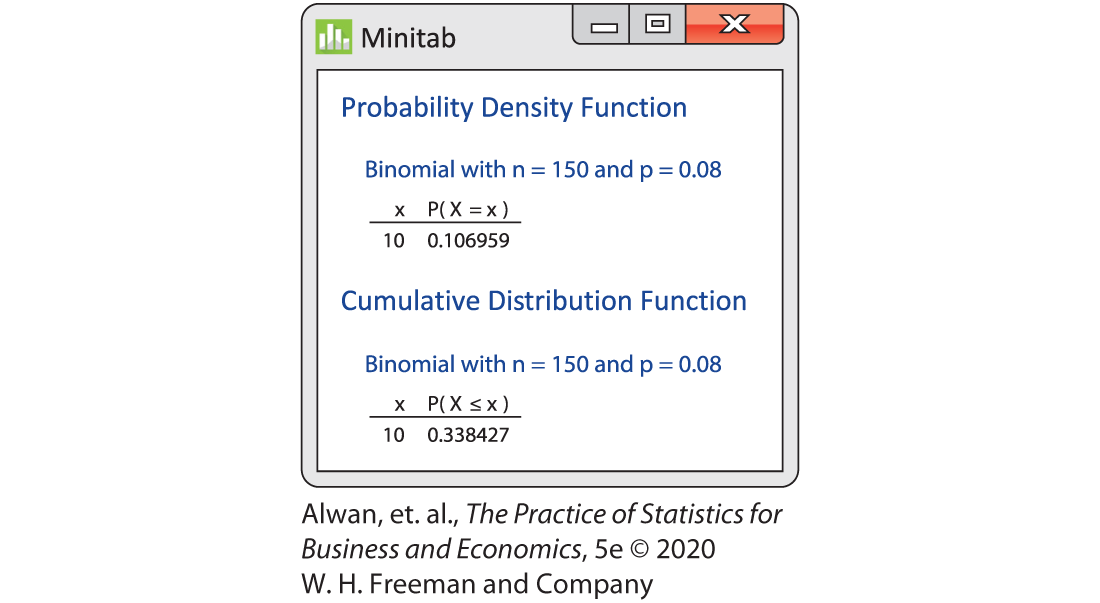 Minitab
Probability Density Function
Binomial with n = 150 and p = 0.08
x P( X = x )
10 0.106959
Cumulative Distribution Function
Binomial with n = 150 and p = 0.08
x P( X ≤ x )
10 0.338427
Alwan, et. al., The Practice of Statistics for
Business and Economics, 5e © 2020
W. H. Freeman and Company